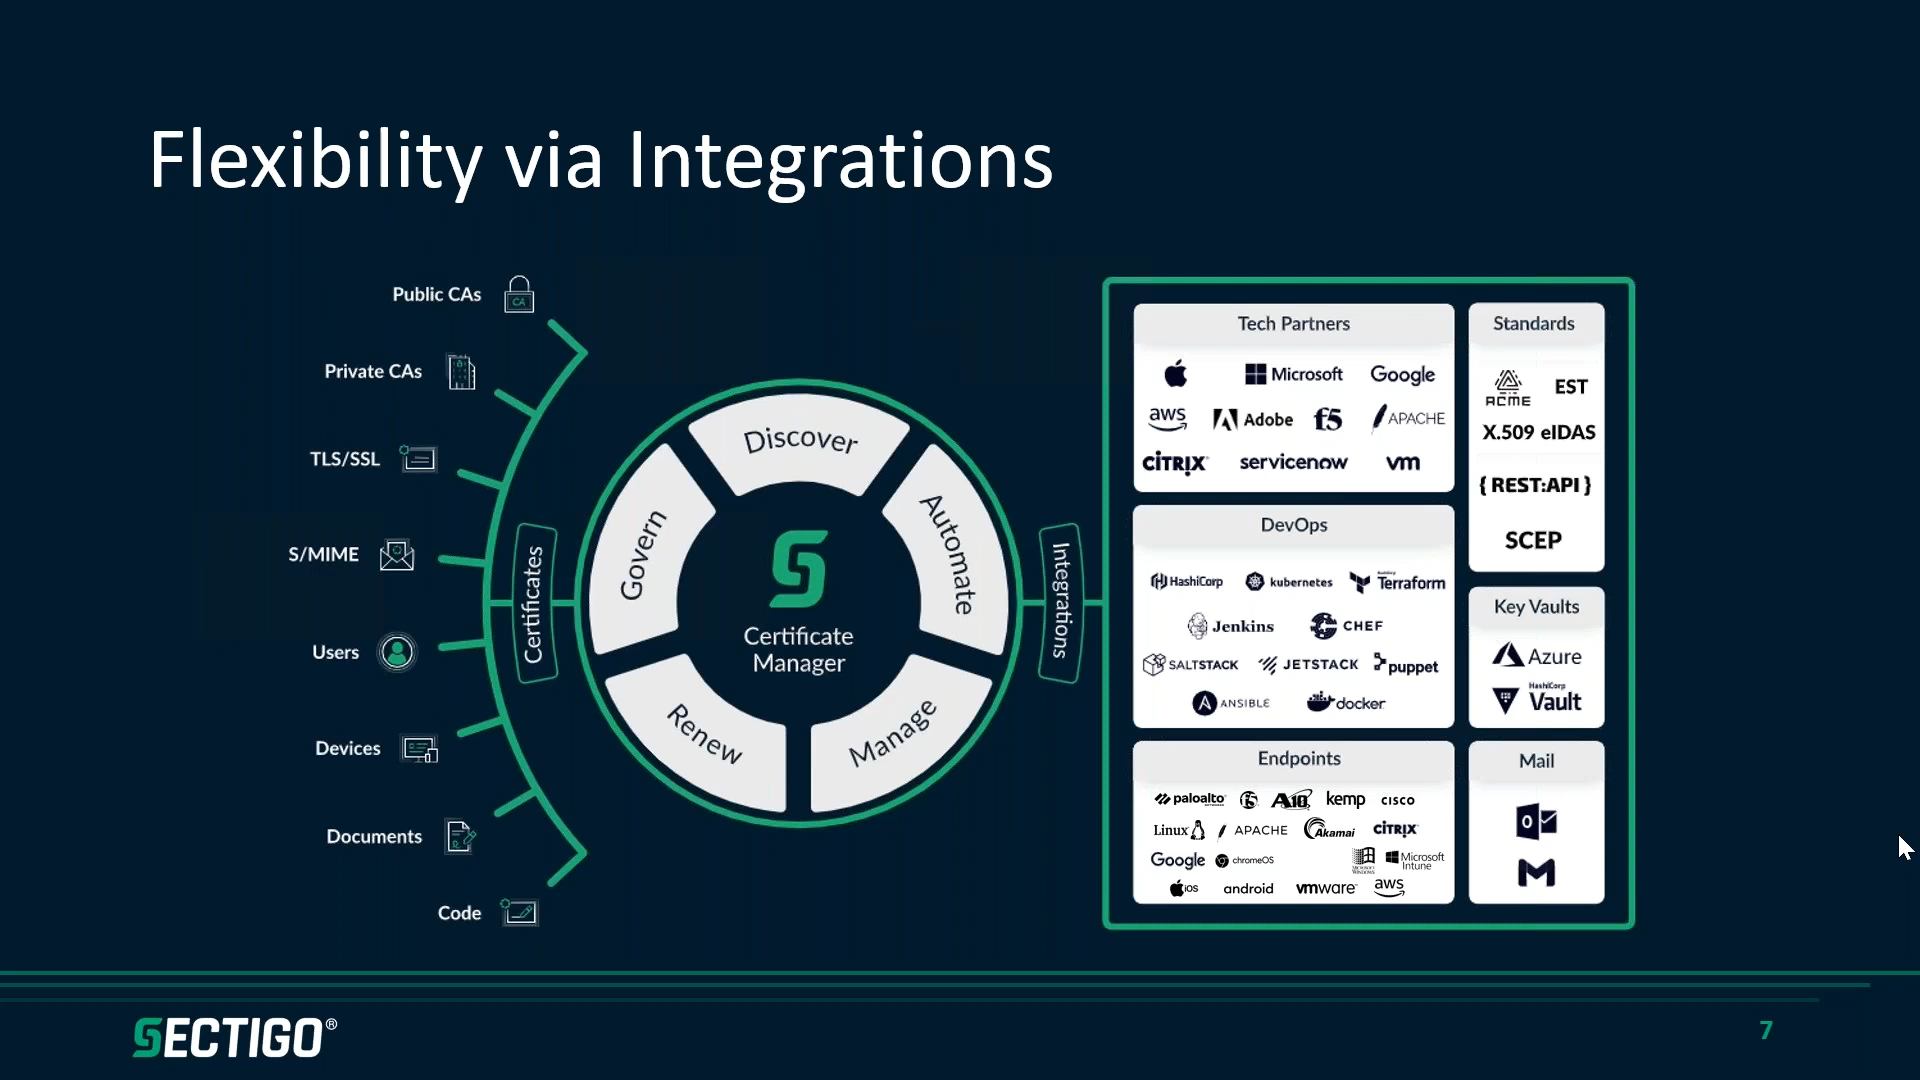 Flexibility via Integrations
Public CAs
CA
Private CAs
TLS/SSL
S/MIME
Users
Devices
Documents
Code
Certificates
Discover
Automate
Manage
Renew
Govern
Certificate
Manager
Integrations
Tech Partners
Microsoft Google
aws Adobe f5 APACHE
CITRIX servicenow vm
DevOps
HashiCorp kubernetes HashiCorp Terraform
Jenkins CHEF
SALTSTACK JETSTACK puppet
ANSIBLE docker
Endpoints
paloalto f5 A10 kemp CISCO
Linux APACHE Akamai CITRIX
Google chromeOS MICROSOFT WINDOWS Microsoft Intune
iOS android vmware aws
Standards
ACME EST
X.509 eIDAS
{ REST:API }
SCEP
Key Vaults
Azure
HashiCorp
Vault
Mail
SECTIGO®
7